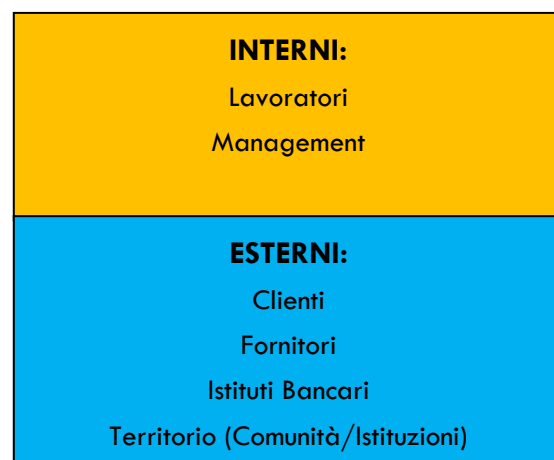 INTERNI:
Lavoratori
Management
ESTERNI:
Clienti
Fornitori
Istituti Bancari
Territorio (Comunità/Istituzioni)